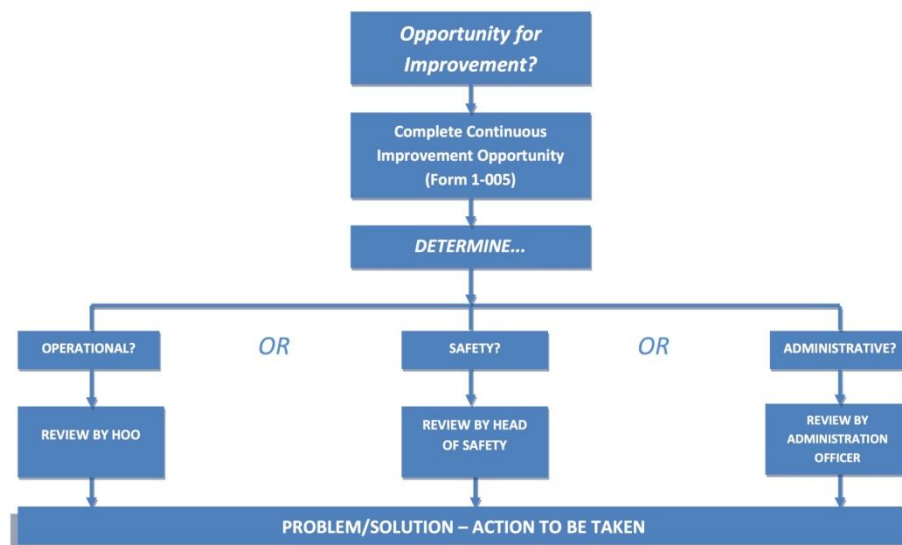 Opportunity for
Improvement?
Complete Continuous
Improvement Opportunity
(Form 1-005)
DETERMINE...
OPERATIONAL?
OR
SAFETY?
OR
ADMINISTRATIVE?
REVIEW BY HOO
REVIEW BY HEAD
OF SAFETY
REVIEW BY
ADMINISTRATION
OFFICER
PROBLEM/SOLUTION – ACTION TO BE TAKEN